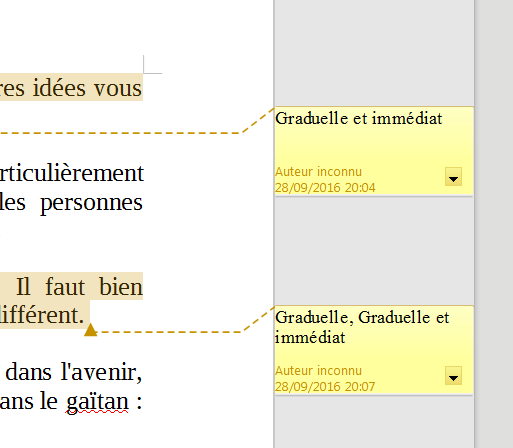 res idées vous
Graduelle et immédiat
rticulièrement
Auteur inconnu
28/09/2016 20:04
les personnes
Il faut bien
ifférent.
Graduelle, Graduelle et
immédiat
dans l'avenir,
Auteur inconnu
28/09/2016 20:07
ans le gaïtan :